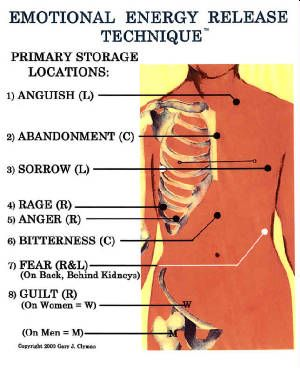 EMOTIONAL ENERGY RELEASE
TECHNIQUE™
PRIMARY STORAGE
LOCATIONS:
1) ANGUISH (L)
2) ABANDONMENT (C)
3) SORROW (L)
4) RAGE (R)
5) ANGER (R)
6) BITTERNESS (C)
7) FEAR (R&L)
(On Back, Behind Kidneys)
8) GUILT (R)
(On Women = W)
W
(On Men = M)
M
Copyright 2000 Gary J. Clyman